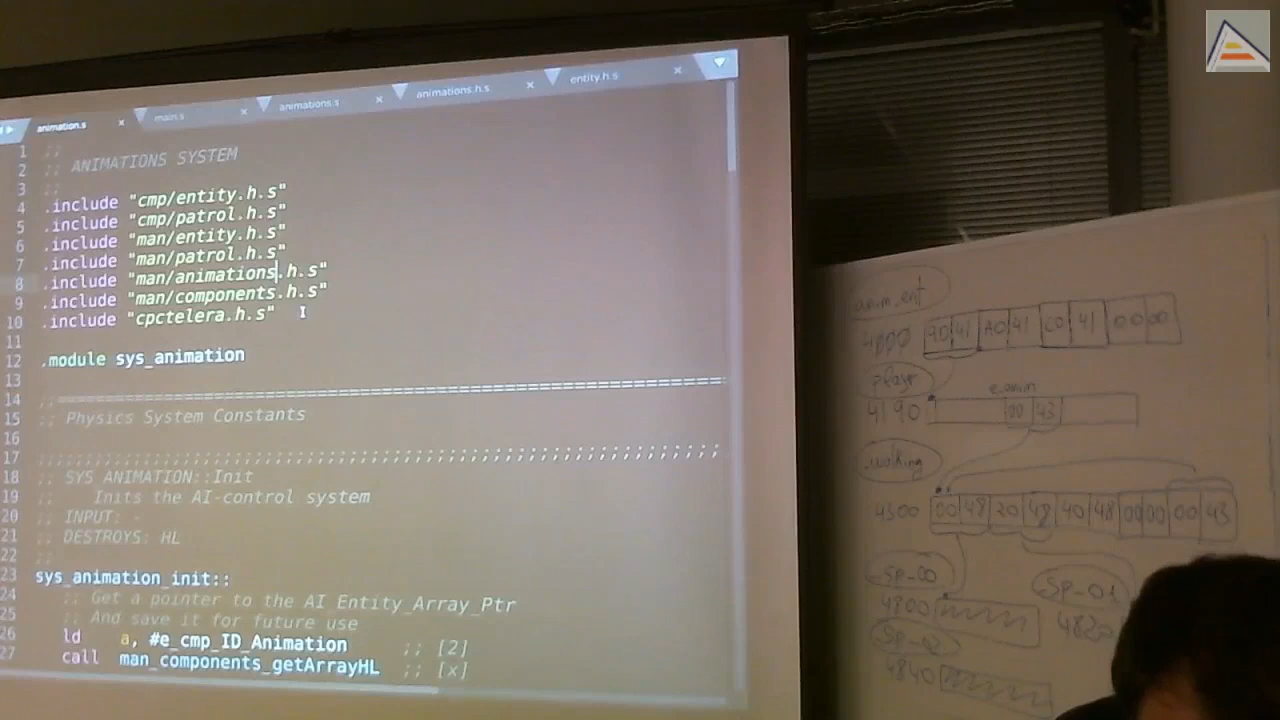 animation.s main.s animations.s animations.h.s entity.h.s
1 ;;
2 ;; ANIMATIONS SYSTEM
3 ;;
4 .include "cmp/entity.h.s"
5 .include "cmp/patrol.h.s"
6 .include "man/entity.h.s"
7 .include "man/patrol.h.s"
8 .include "man/animations.h.s"
9 .include "man/components.h.s"
10 .include "cpctelera.h.s"
11
12 .module sys_animation
13
14
15 ;; Physics System Constants
16
17
18 ;; SYS ANIMATION::Init
19 ;; Inits the AI-control system
20 ;; INPUT: -
21 ;; DESTROYS: HL
22 ;;
23 sys_animation_init::
24 ;; Get a pointer to the AI_Entity_Array_Ptr
25 ;; And save it for future use
26 ld a, #e_cmp_ID_Animation ;; [2]
27 call man_components_getArrayHL ;; [x]
anim_ent
4000 90 41 A0 41 C0 41 00 00
player
e.anim
4190 00 43
walking
4300 00 48 20 48 40 48 00 00 00 43
SP-00 SP-01
4800 4820
SP-02
4840